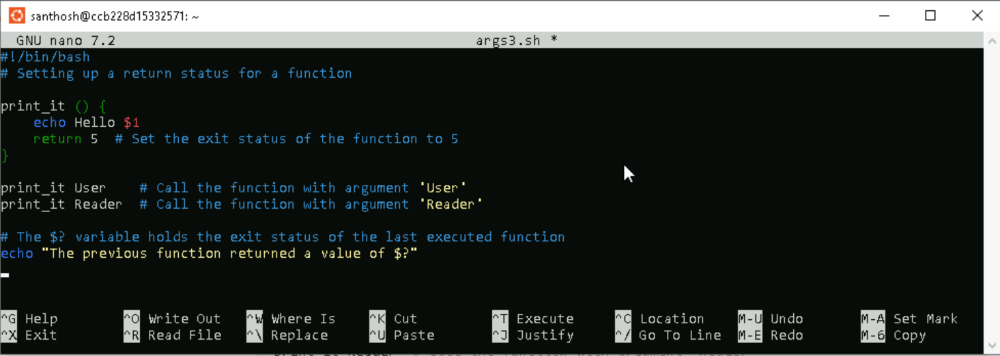 santhosh@ccb228d15332571: ~
GNU nano 7.2 args3.sh *
#!/bin/bash
# Setting up a return status for a function
print_it () {
    echo Hello $1
    return 5  # Set the exit status of the function to 5
}
print_it User    # Call the function with argument 'User'
print_it Reader  # Call the function with argument 'Reader'
# The $? variable holds the exit status of the last executed function
echo "The previous function returned a value of $?"
^G Help ^O Write Out ^W Where Is ^K Cut ^T Execute ^C Location M-U Undo M-A Set Mark
^X Exit ^R Read File ^\ Replace ^U Paste ^J Justify ^/ Go To Line M-E Redo M-6 Copy